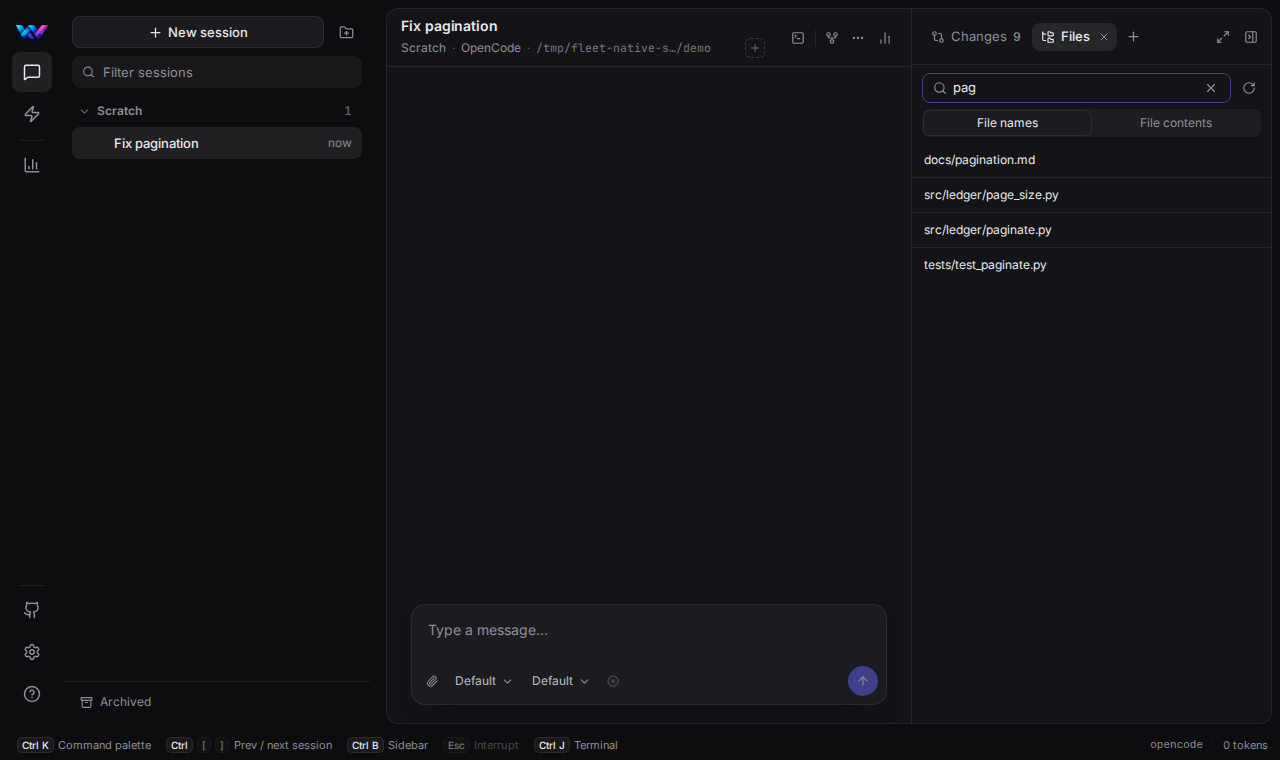 New session
Filter sessions
Scratch 1
Fix pagination now
Archived
Fix pagination
Scratch · OpenCode · /tmp/fleet-native-s…/demo
Type a message...
Default Default
Changes 9 Files
pag
File names File contents
docs/pagination.md
src/ledger/page_size.py
src/ledger/paginate.py
tests/test_paginate.py
Ctrl K Command palette Ctrl [ ] Prev / next session Ctrl B Sidebar Esc Interrupt Ctrl J Terminal opencode 0 tokens